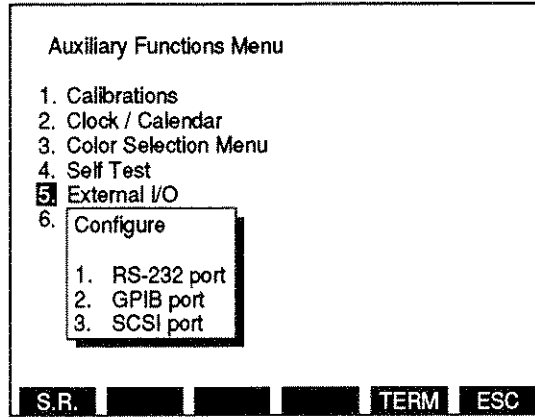 Auxiliary Functions Menu
1. Calibrations
2. Clock / Calendar
3. Color Selection Menu
4. Self Test
5. External I/O
6.
Configure
1. RS-232 port
2. GPIB port
3. SCSI port
S.R. TERM ESC